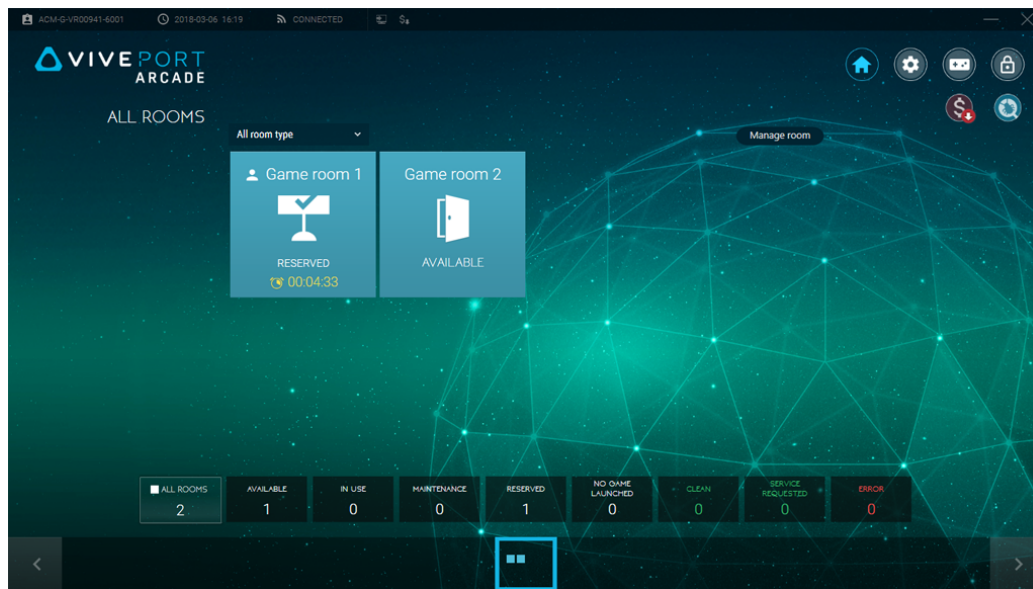 ACM-G-VR00941-6001 2018-03-06 16:19 CONNECTED
VIVEPORT
ARCADE
ALL ROOMS
All room type
Manage room
Game room 1
RESERVED
00:04:33
Game room 2
AVAILABLE
ALL ROOMS
2
AVAILABLE
1
IN USE
0
MAINTENANCE
0
RESERVED
1
NO GAME
LAUNCHED
0
CLEAN
0
SERVICE
REQUESTED
0
ERROR
0